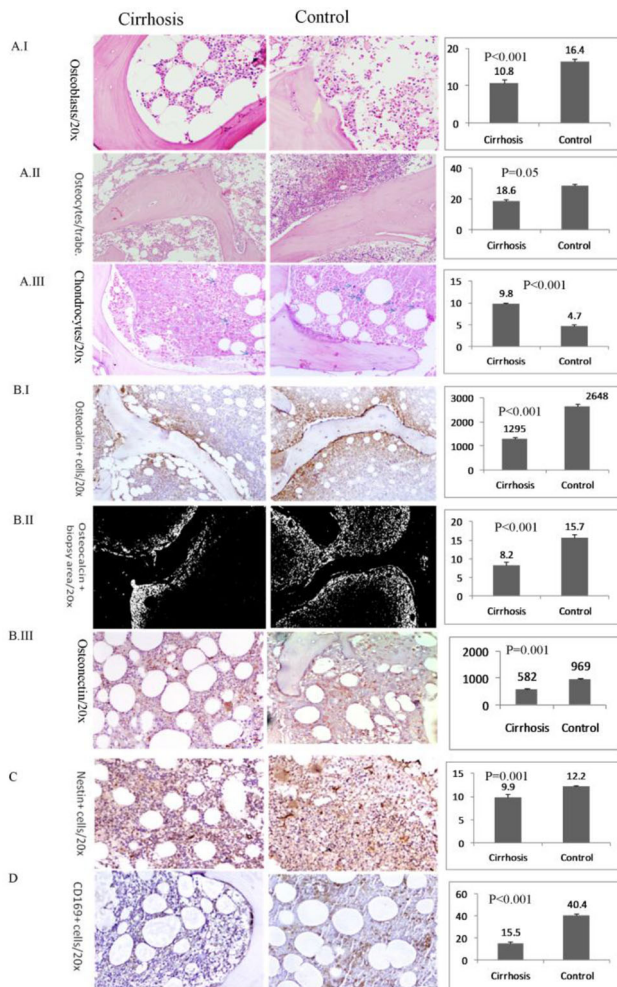 Cirrhosis Control
A.I
Osteoblasts/20x
P<0.001
10.8
16.4
20
10
0
Cirrhosis Control
A.II
Osteocytes/trabe.
P=0.05
18.6
40
20
0
Cirrhosis Control
A.III
Chondrocytes/20x
P<0.001
9.8
4.7
15
10
5
0
Cirrhosis Control
B.I
Osteocalcin + cells/20x
P<0.001
1295
2648
3000
2000
1000
0
Cirrhosis Control
B.II
Osteocalcin +
biopsy area/20x
P<0.001
8.2
15.7
20
15
10
5
0
Cirrhosis Control
B.III
Osteonectin/20x
P=0.001
582
969
2000
1000
0
Cirrhosis Control
C
Nestin+ cells/20x
P=0.001
9.9
12.2
15
10
5
0
Cirrhosis Control
D
CD169+ cells/20x
P<0.001
15.5
40.4
60
40
20
0
Cirrhosis Control